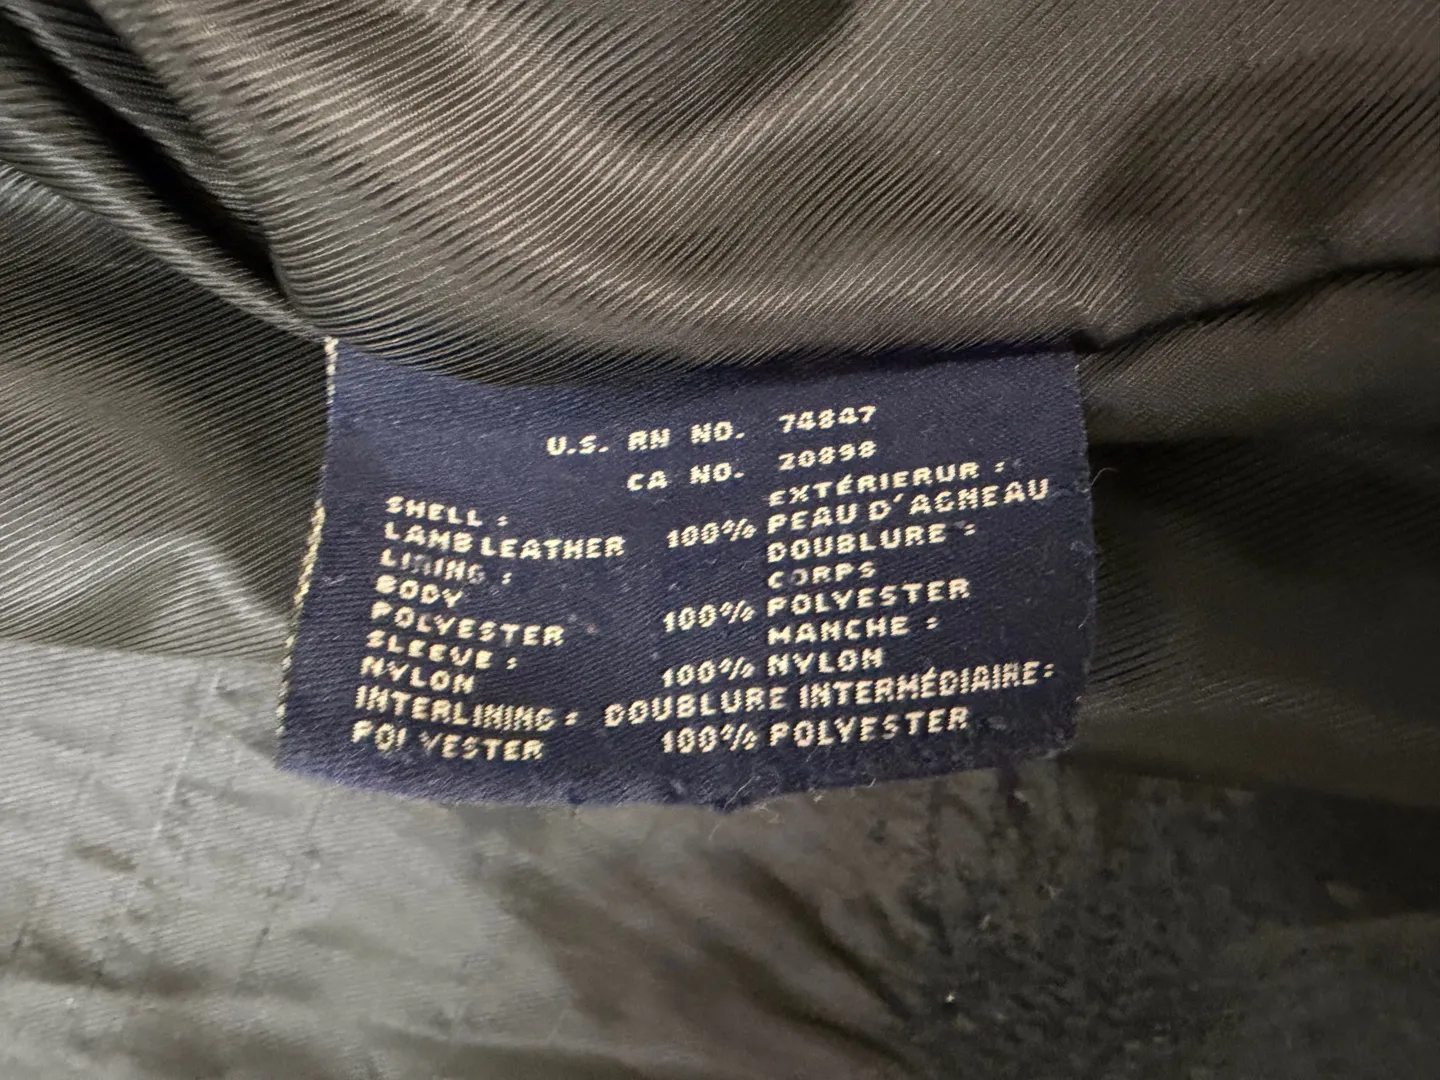 U.S. RN NO. 74847
CA NO. 20898
SHELL : EXTÉRIERUR :
LAMB LEATHER 100% PEAU D'AGNEAU
LINING : DOUBLURE :
BODY CORPS
POLYESTER 100% POLYESTER
SLEEVE : MANCHE :
NYLON 100% NYLON
INTERLINING : DOUBLURE INTERMÉDIAIRE:
POLYESTER 100% POLYESTER